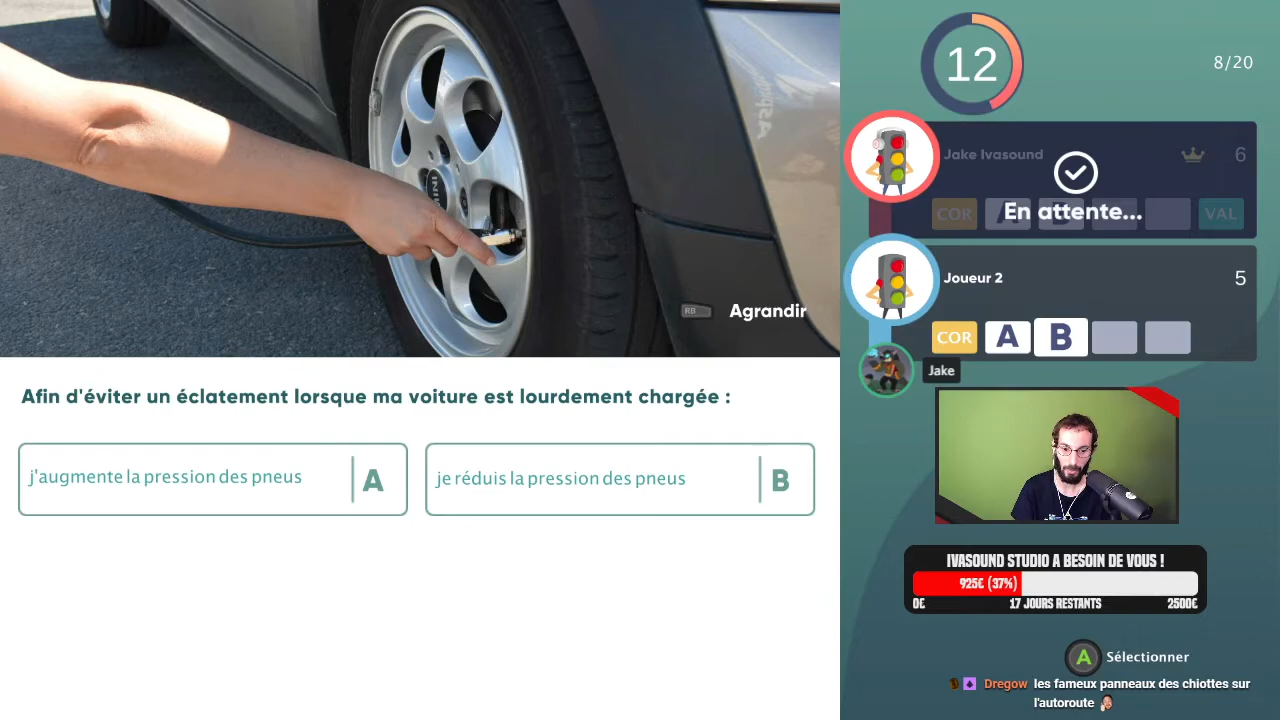 12
8/20
Jake Ivasound
6
En attente...
COR
A
B
VAL
Joueur 2
5
COR
A
B
Jake
MINI
RB
Agrandir
Afin d'éviter un éclatement lorsque ma voiture est lourdement chargée :
j'augmente la pression des pneus
A
je réduis la pression des pneus
B
IVASOUND STUDIO A BESOIN DE VOUS !
925€ (37%)
0€
17 JOURS RESTANTS
2500€
A
Sélectionner
Dregow les fameux panneaux des chiottes sur
l'autoroute